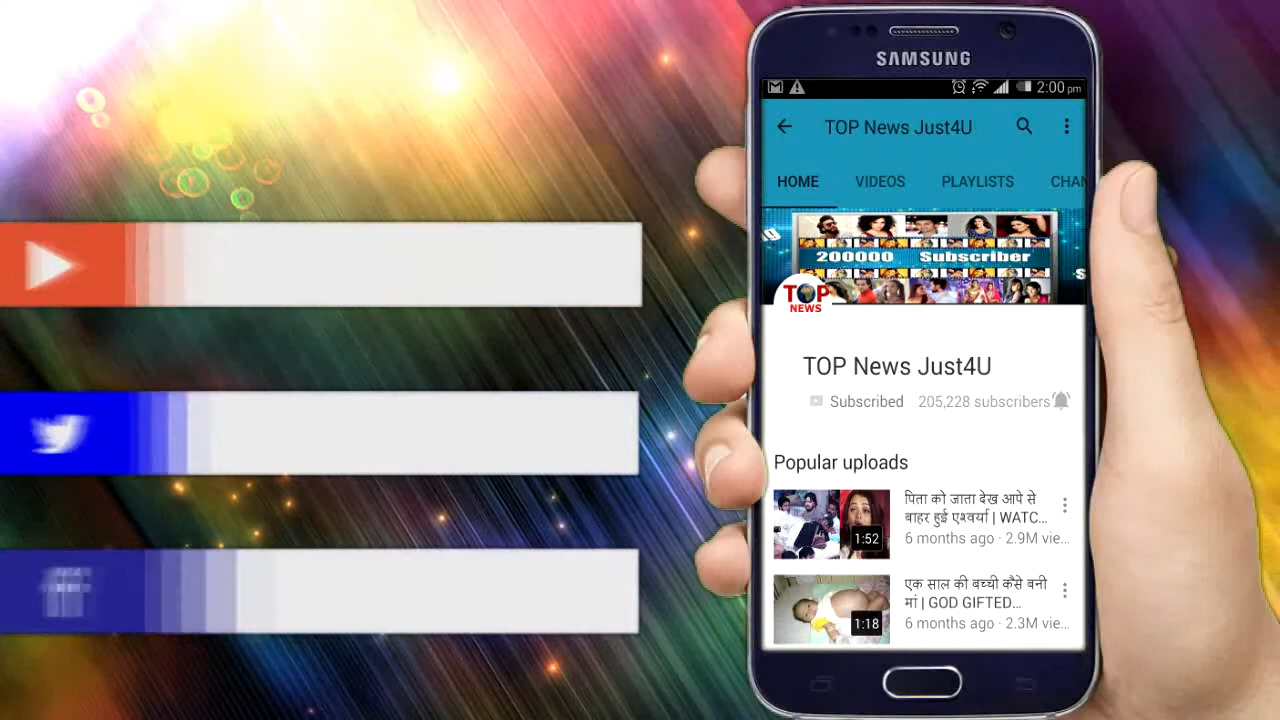 SAMSUNG
2:00 pm
TOP News Just4U
HOME VIDEOS PLAYLISTS CHAN
200000 Subscriber
TOP
NEWS
TOP News Just4U
Subscribed 205,228 subscribers
Popular uploads
पिता को जाता देख आपे से
बाहर हुई एश्वर्या | WATC...
1:52
6 months ago · 2.9M vie...
एक साल की बच्ची कैसे बनी
मां | GOD GIFTED...
1:18
6 months ago · 2.3M vie...